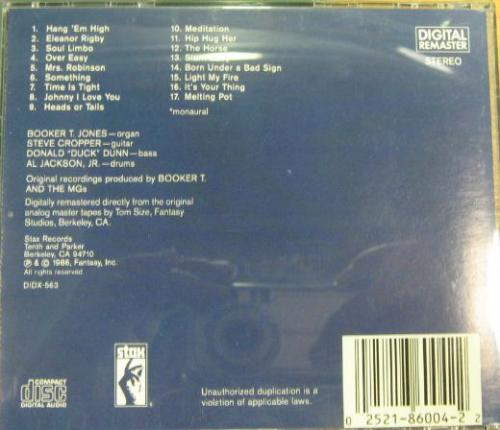 1. Hang 'Em High
2. Eleanor Rigby
3. Soul Limbo
4. Over Easy
5. Mrs. Robinson
6. Something
7. Time is Tight
8. Johnny I Love You
9. Heads or Tails
10. Meditation
11. Hip Hug Her
12. The Horse
13.
14. Born Under a Bad Sign
15. Light My Fire
16. It's Your Thing
17. Melting Pot
*monaural
DIGITAL
REMASTER
STEREO
BOOKER T. JONES—organ
STEVE CROPPER—guitar
DONALD "DUCK" DUNN—bass
AL JACKSON, JR.—drums
Original recordings produced by BOOKER T.
AND THE MGs
Digitally remastered directly from the original
analog master tapes by Tom Size, Fantasy
Studios, Berkeley, CA.
Stax Records
Tenth and Parker
Berkeley, CA 94710
℗ & © 1986, Fantasy, Inc.
All rights reserved.
DIDX-563
COMPACT
disc
DIGITAL AUDIO
stax
Unauthorized duplication is a
violation of applicable laws.
0 2521-86004-2 2